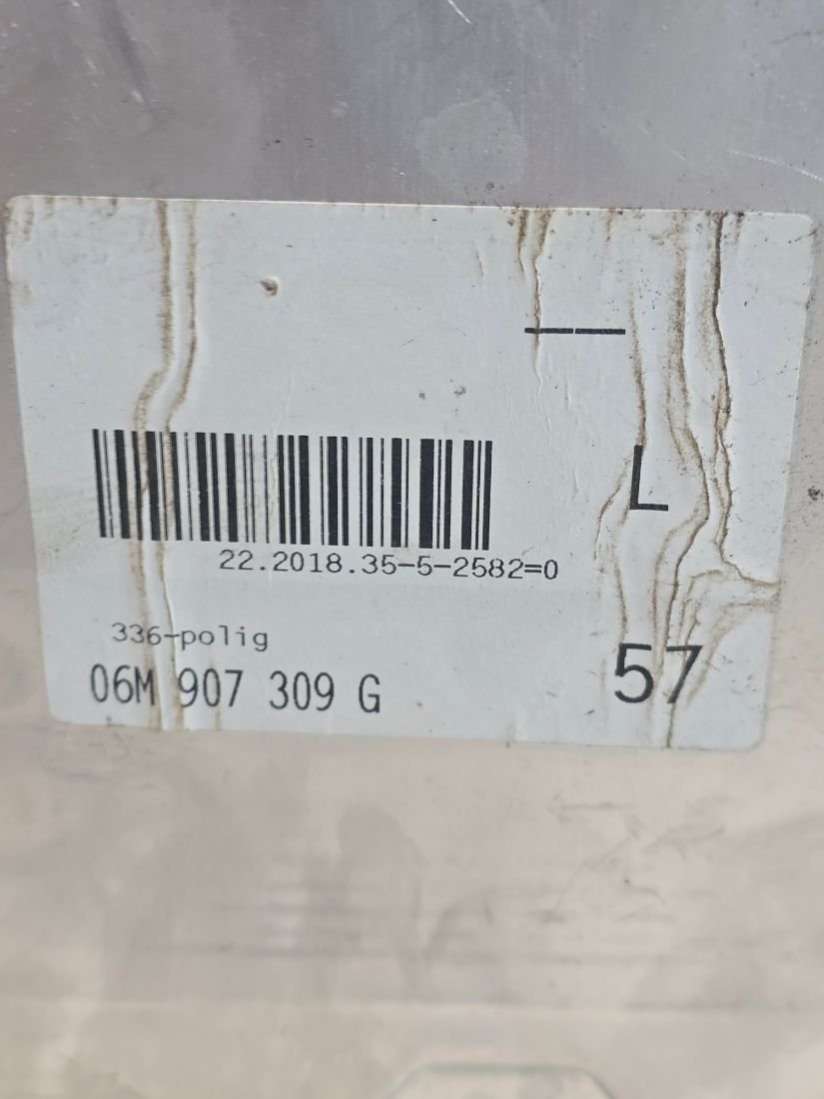 ——
L
22.2018.35-5-2582=0
336-polig
06M 907 309 G
57